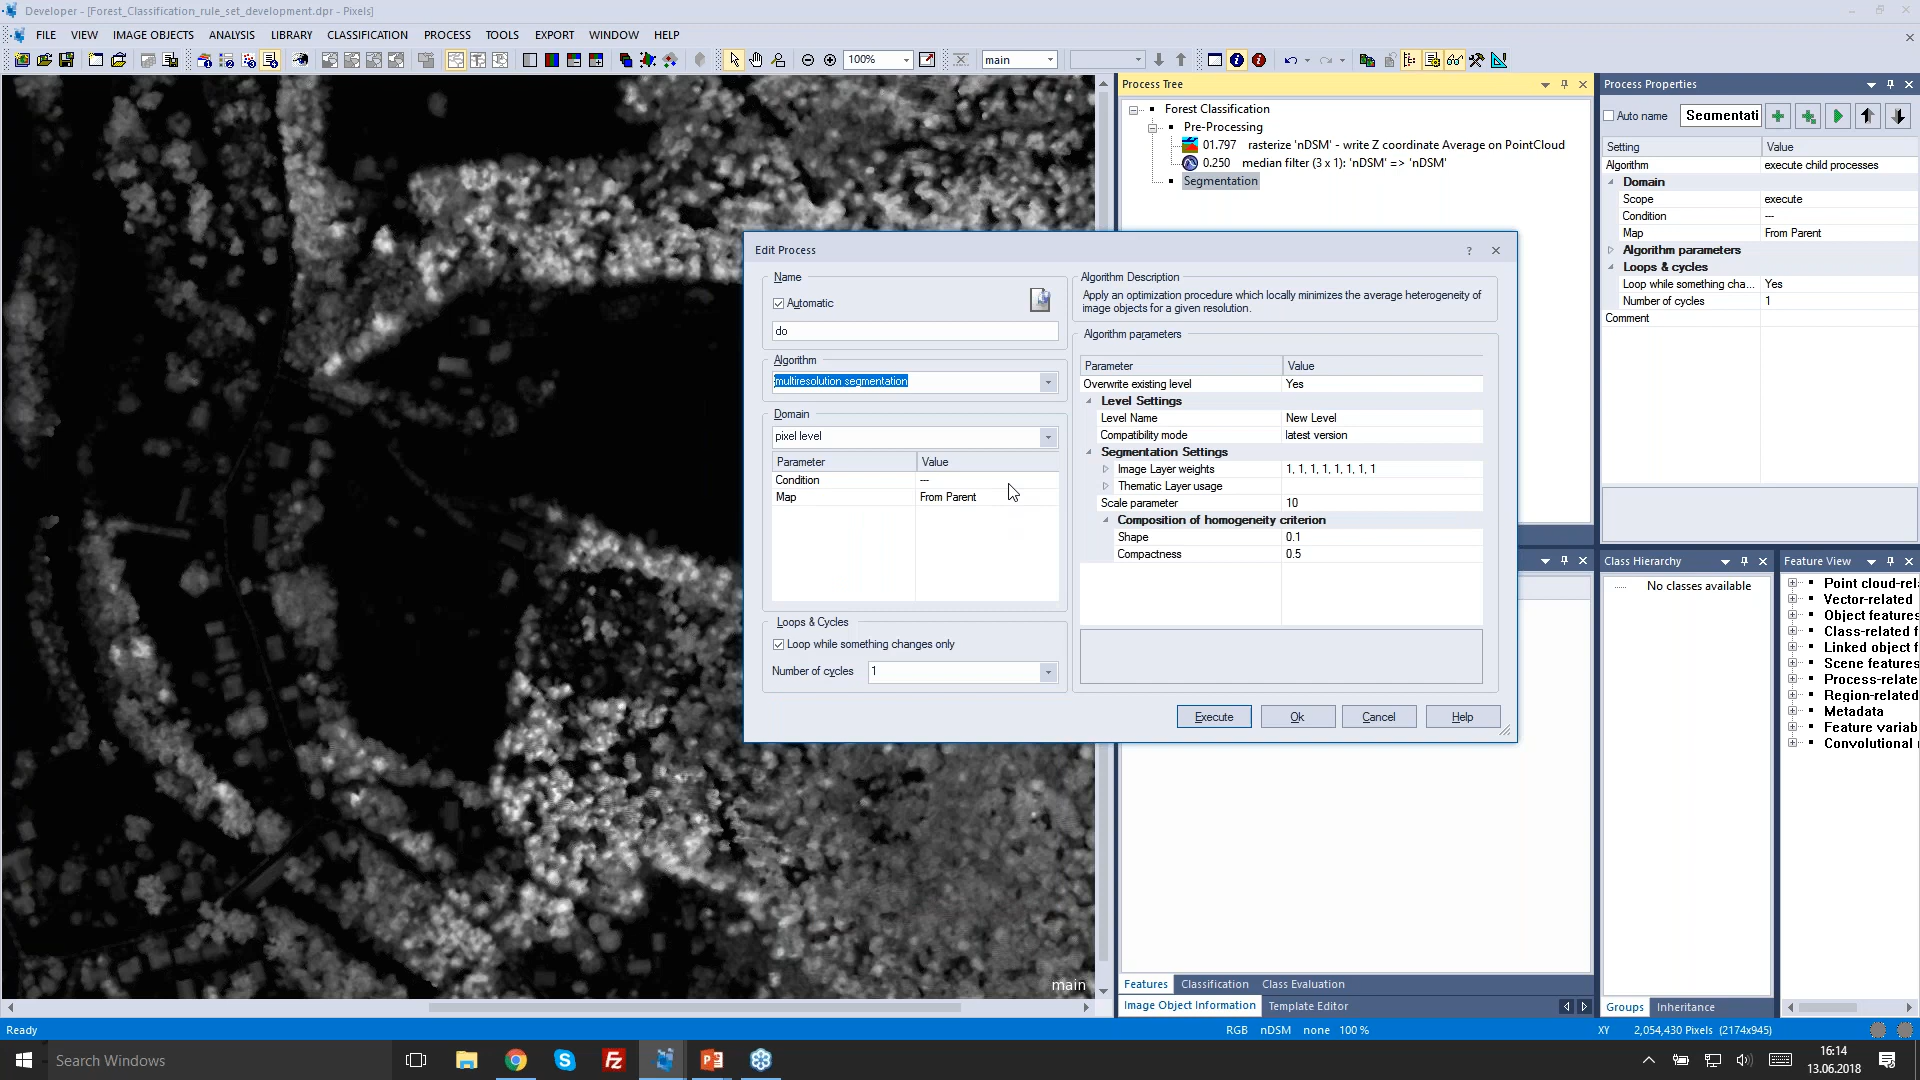 Developer - [Forest_Classification_rule_set_development.dpr - Pixels]
FILE VIEW IMAGE OBJECTS ANALYSIS LIBRARY CLASSIFICATION PROCESS TOOLS EXPORT WINDOW HELP
100% main
Process Tree
Forest Classification
Pre-Processing
01.797 rasterize 'nDSM' - write Z coordinate Average on PointCloud
0.250 median filter (3 x 1): 'nDSM' => 'nDSM'
Segmentation
Process Properties
Auto name Segmentati
Setting Value
Algorithm execute child processes
Domain
Scope execute
Condition ---
Map From Parent
Algorithm parameters
Loops & cycles
Loop while something cha... Yes
Number of cycles 1
Comment
Edit Process
Name
Automatic
do
Algorithm
multiresolution segmentation
Domain
pixel level
Parameter Value
Condition ---
Map From Parent
Loops & Cycles
Loop while something changes only
Number of cycles 1
Algorithm Description
Apply an optimization procedure which locally minimizes the average heterogeneity of
image objects for a given resolution.
Algorithm parameters
Parameter Value
Overwrite existing level Yes
Level Settings
Level Name New Level
Compatibility mode latest version
Segmentation Settings
Image Layer weights 1, 1, 1, 1, 1, 1, 1, 1
Thematic Layer usage
Scale parameter 10
Composition of homogeneity criterion
Shape 0.1
Compactness 0.5
Execute Ok Cancel Help
Class Hierarchy
No classes available
Groups Inheritance
Feature View
Point cloud-rel
Vector-related
Object features
Class-related f
Linked object f
Scene features
Process-relate
Region-related
Metadata
Feature variab
Convolutional
main
Features Classification Class Evaluation
Image Object Information Template Editor
Ready RGB nDSM none 100 % XY 2,054,430 Pixels (2174x945)
Search Windows
16:14
13.06.2018